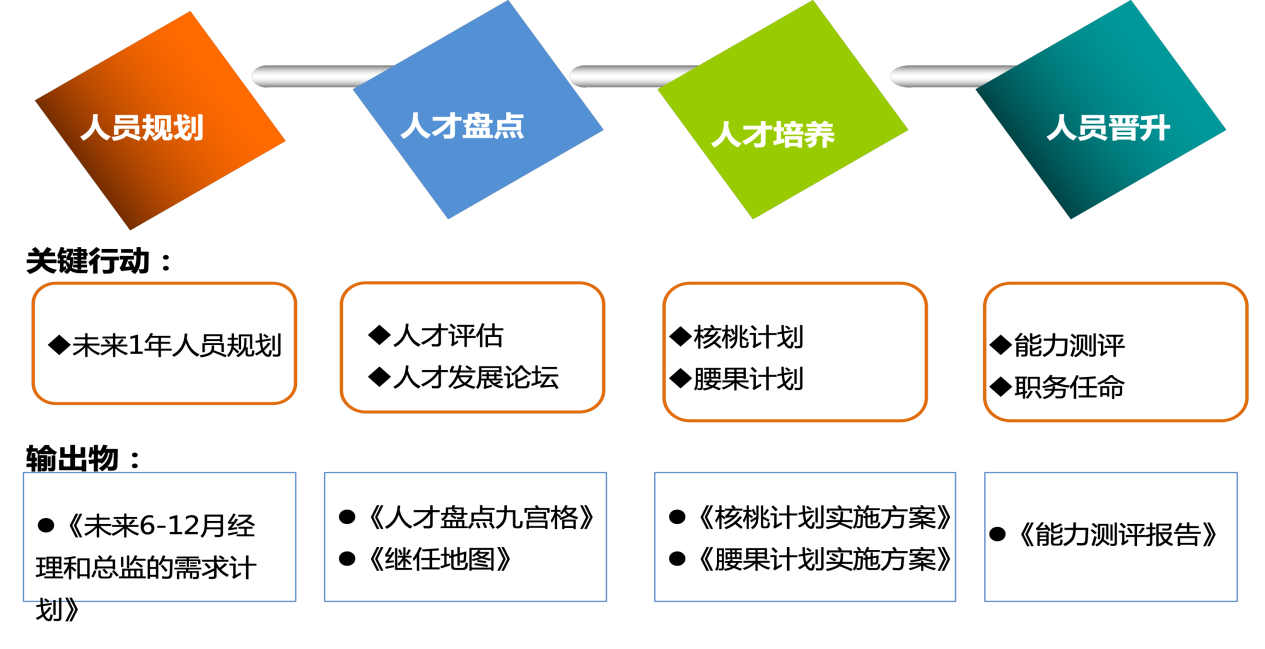 人员规划
人才盘点
人才培养
人员晋升
关键行动：
◆未来1年人员规划
◆人才评估
◆人才发展论坛
◆核桃计划
◆腰果计划
◆能力测评
◆职务任命
输出物：
●《未来6-12月经
理和总监的需求计
划》
●《人才盘点九宫格》
●《继任地图》
●《核桃计划实施方案》
●《腰果计划实施方案》
●《能力测评报告》